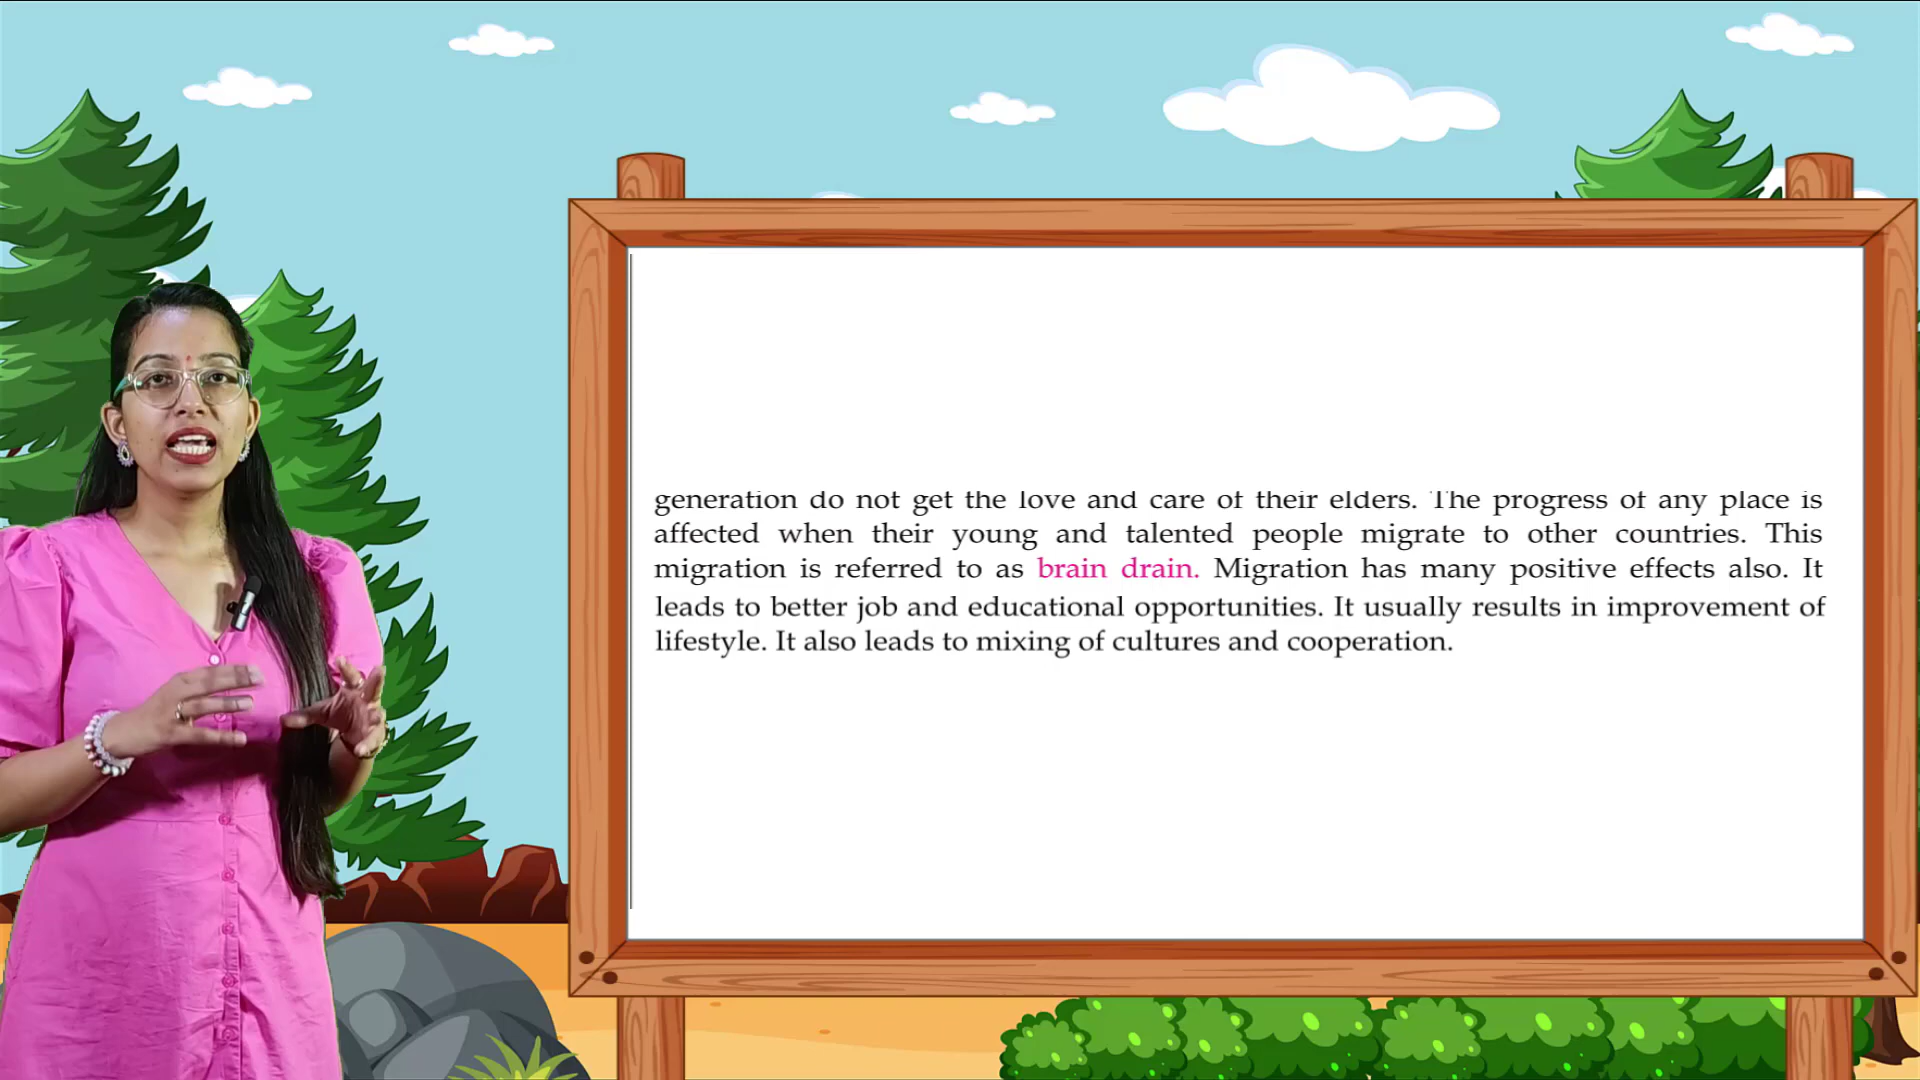 generation do not get the love and care of their elders. The progress of any place is
affected when their young and talented people migrate to other countries. This
migration is referred to as brain drain. Migration has many positive effects also. It
leads to better job and educational opportunities. It usually results in improvement of
lifestyle. It also leads to mixing of cultures and cooperation.